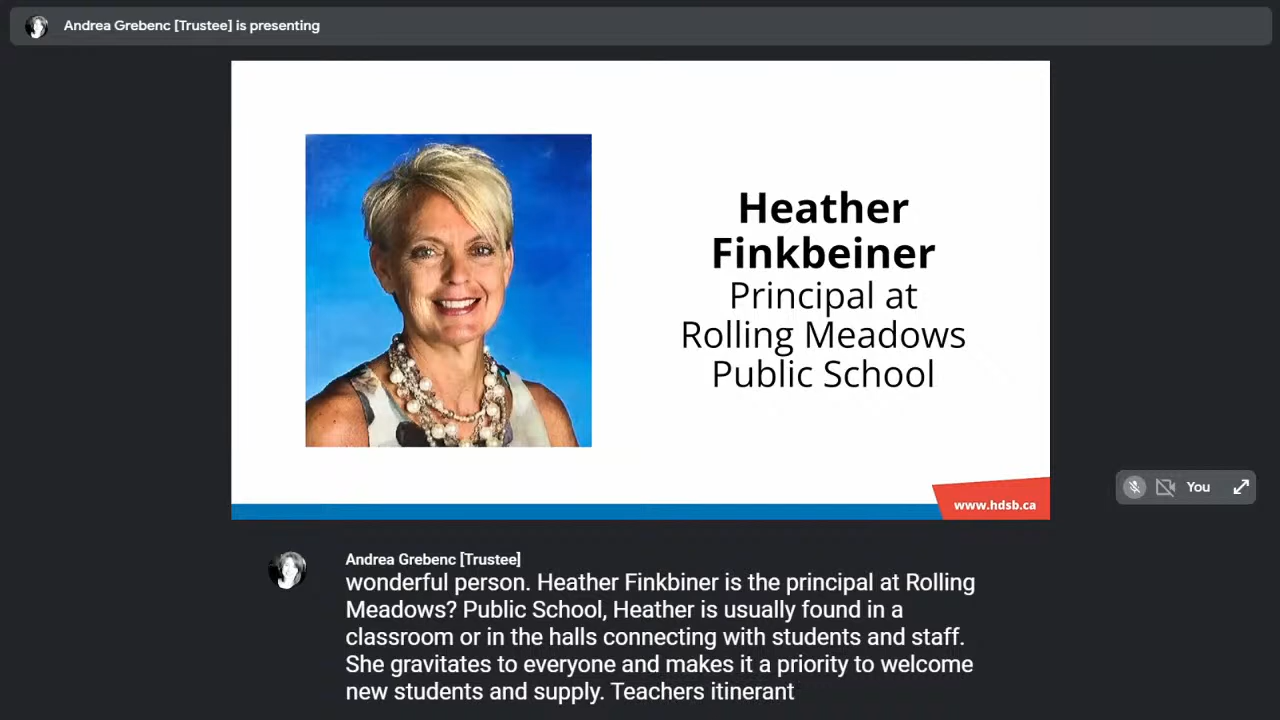 Andrea Grebenc [Trustee] is presenting
Heather
Finkbeiner
Principal at
Rolling Meadows
Public School
www.hdsb.ca
You
Andrea Grebenc [Trustee]
wonderful person. Heather Finkbiner is the principal at Rolling
Meadows? Public School, Heather is usually found in a
classroom or in the halls connecting with students and staff.
She gravitates to everyone and makes it a priority to welcome
new students and supply. Teachers itinerant